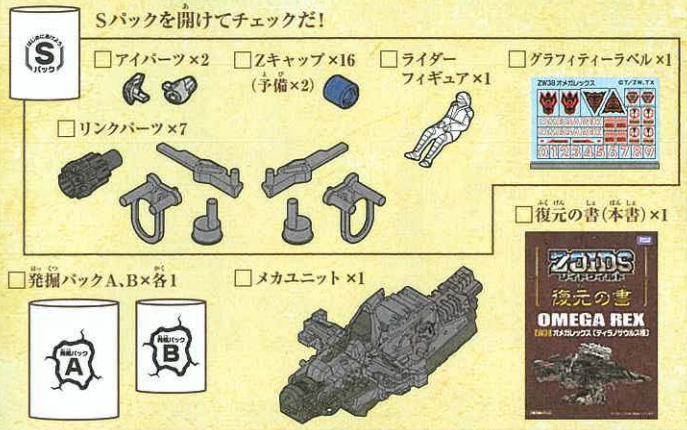 Sパックを開けてチェックだ!
はじめにあけよう
S
パック
アイパーツ×2
Zキャップ×16
(予備×2)
ライダー
フィギュア×1
グラフィティーラベル×1
ZW38 オメガレックス
©T/ZW,TX
OMEGAREX
OMEGAREX
0123456789
リンクパーツ×7
復元の書(本書)×1
ZOIDS
ゾイドワイルド
復元の書
OMEGA REX
ZW38 オメガレックス(ティラノサウルス種)
発掘パックA、B×各1
発掘パック
A
発掘パック
B
メカユニット×1